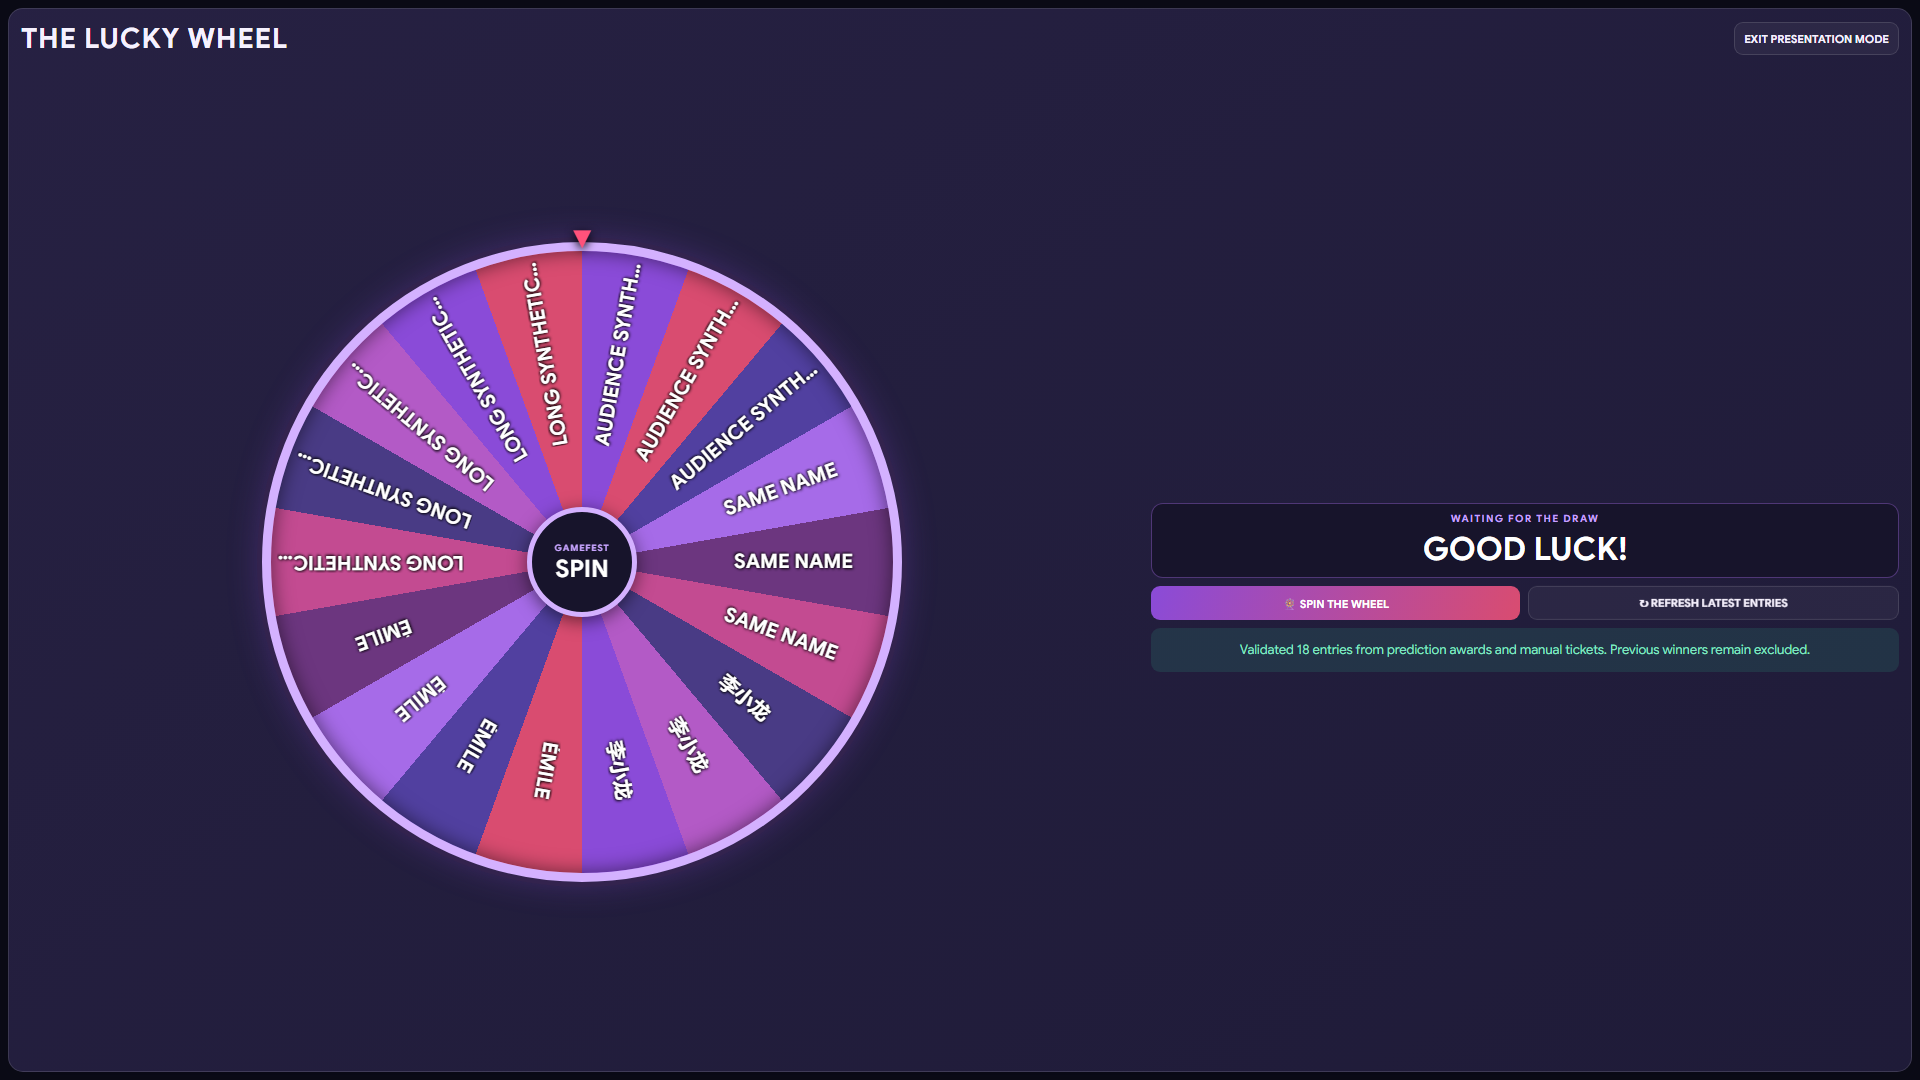 THE LUCKY WHEEL
EXIT PRESENTATION MODE
AUDIENCE SYNTH...
AUDIENCE SYNTH...
AUDIENCE SYNTH...
SAME NAME
SAME NAME
SAME NAME
李小龙
李小龙
李小龙
ÉMILE
ÉMILE
ÉMILE
ÉMILE
LONG SYNTHETIC...
LONG SYNTHETIC...
LONG SYNTHETIC...
LONG SYNTHETIC...
LONG SYNTHETIC...
GAMEFEST
SPIN
WAITING FOR THE DRAW
GOOD LUCK!
SPIN THE WHEEL
↻ REFRESH LATEST ENTRIES
Validated 18 entries from prediction awards and manual tickets. Previous winners remain excluded.